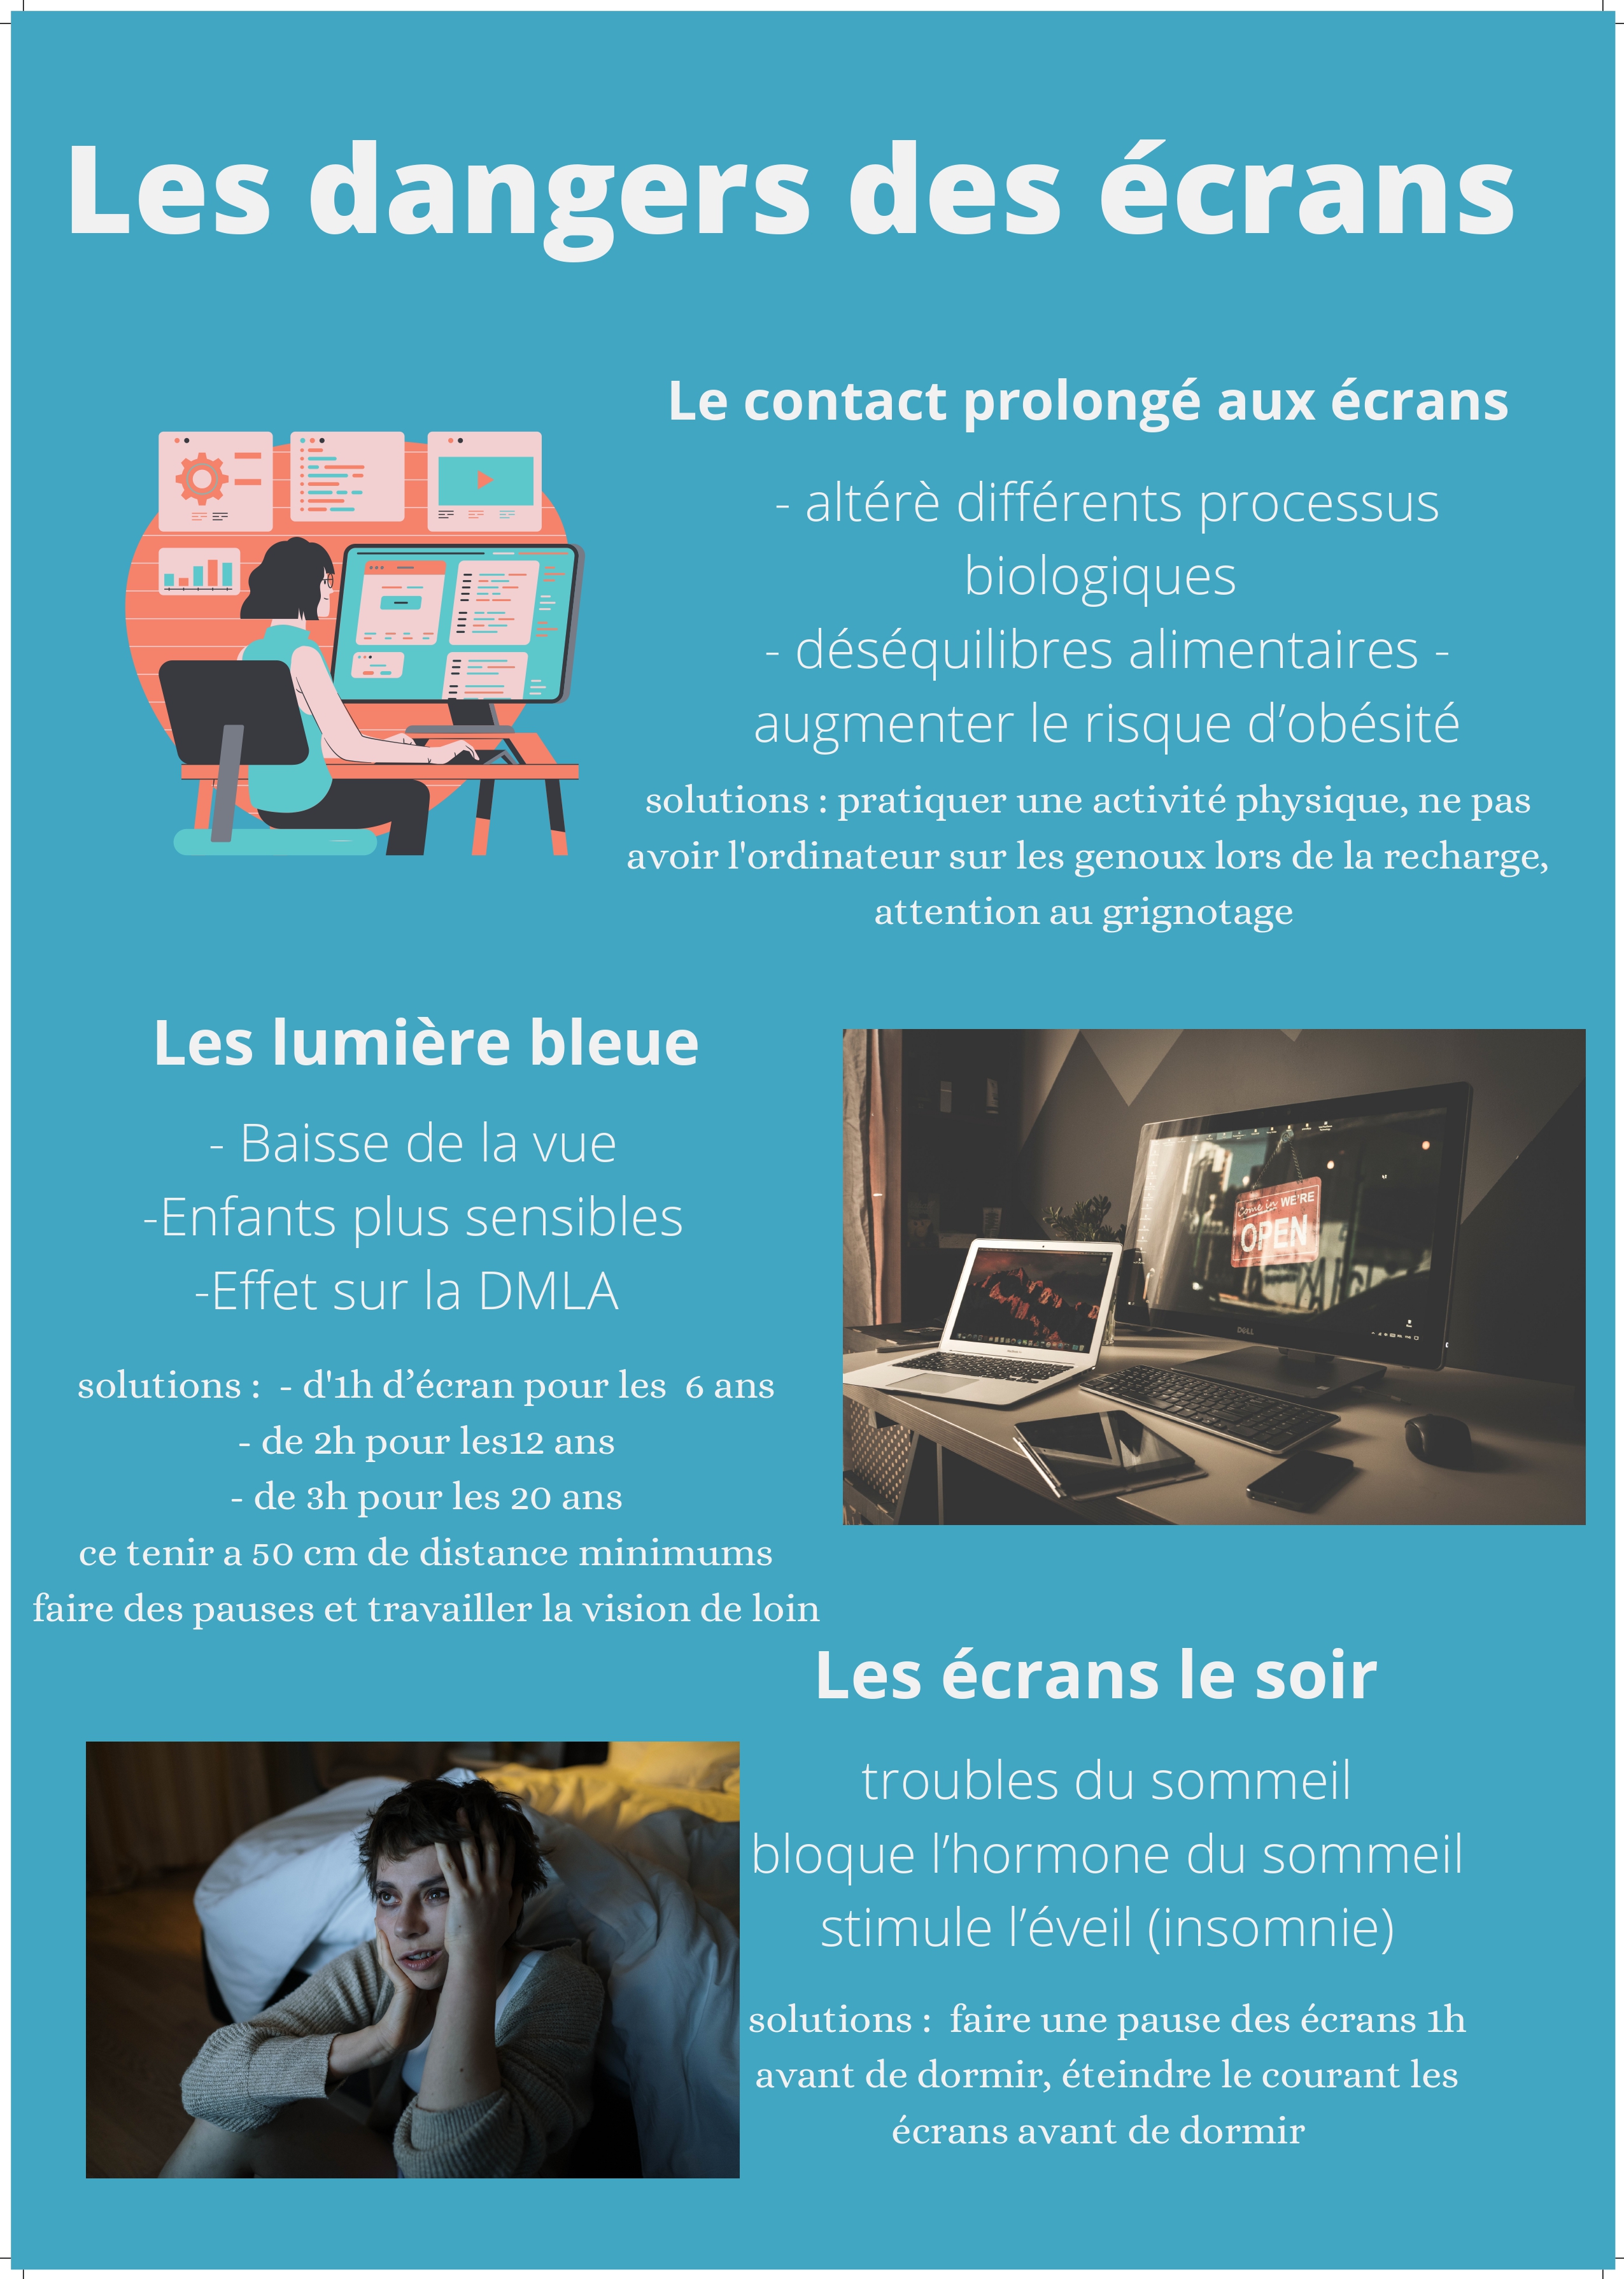 Les dangers des écrans
Le contact prolongé aux écrans
- altérè différents processus
biologiques
- déséquilibres alimentaires -
augmenter le risque d’obésité
solutions : pratiquer une activité physique, ne pas
avoir l'ordinateur sur les genoux lors de la recharge,
attention au grignotage
Les lumière bleue
- Baisse de la vue
-Enfants plus sensibles
-Effet sur la DMLA
solutions :  - d'1h d’écran pour les  6 ans
- de 2h pour les12 ans
- de 3h pour les 20 ans
ce tenir a 50 cm de distance minimums
faire des pauses et travailler la vision de loin
Come in WE'RE
OPEN
DELL
Les écrans le soir
troubles du sommeil
bloque l’hormone du sommeil
stimule l’éveil (insomnie)
solutions :  faire une pause des écrans 1h
avant de dormir, éteindre le courant les
écrans avant de dormir